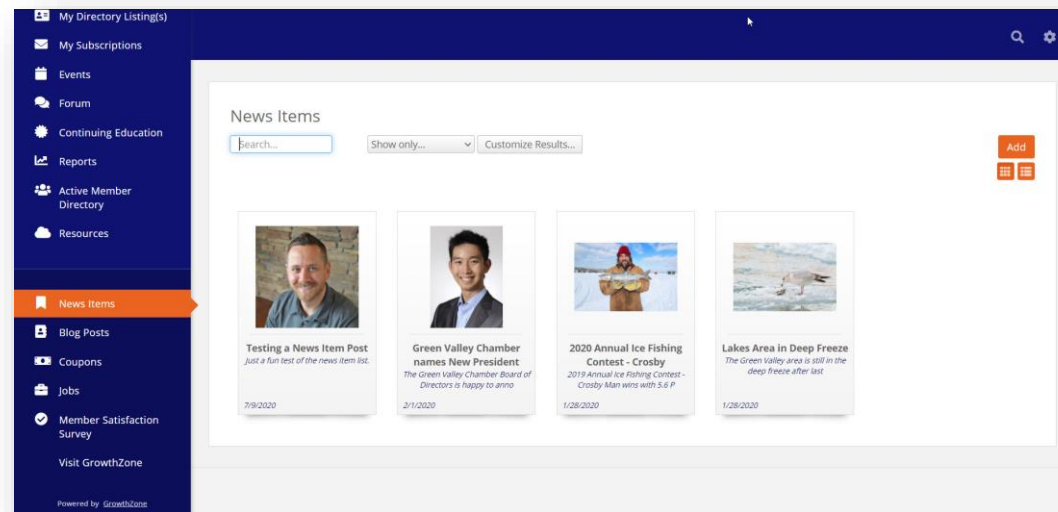 My Directory Listing(s)
My Subscriptions
Events
Forum
Continuing Education
Reports
Active Member
Directory
Resources
News Items
Blog Posts
Coupons
Jobs
Member Satisfaction
Survey
Visit GrowthZone
Powered by GrowthZone
News Items
Search...
Show only...
Customize Results...
Add
Testing a News Item Post
Just a fun test of the news item list.
7/9/2020
Green Valley Chamber
names New President
The Green Valley Chamber Board of
Directors is happy to anno
2/1/2020
2020 Annual Ice Fishing
Contest - Crosby
2019 Annual Ice Fishing Contest -
Crosby Man wins with 5.6 P
1/28/2020
Lakes Area in Deep Freeze
The Green Valley area is still in the
deep freeze after last
1/28/2020